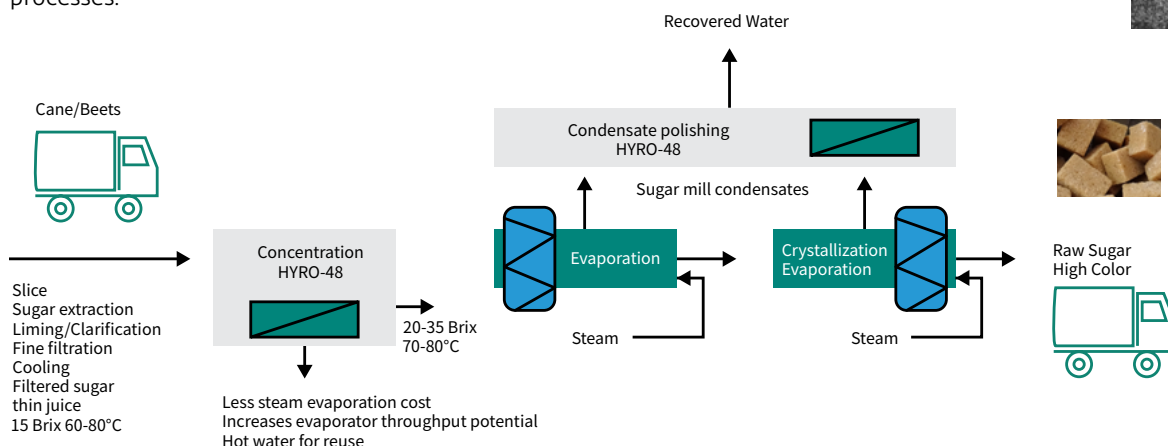 processes.
Recovered Water
Cane/Beets
Condensate polishing
HYRO-48
Sugar mill condensates
Concentration
HYRO-48
Evaporation
Crystallization
Evaporation
Raw Sugar
High Color
Slice
Sugar extraction
Liming/Clarification
Fine filtration
Cooling
Filtered sugar
thin juice
15 Brix 60-80°C
20-35 Brix
70-80°C
Steam
Steam
Less steam evaporation cost
Increases evaporator throughput potential
Hot water for reuse